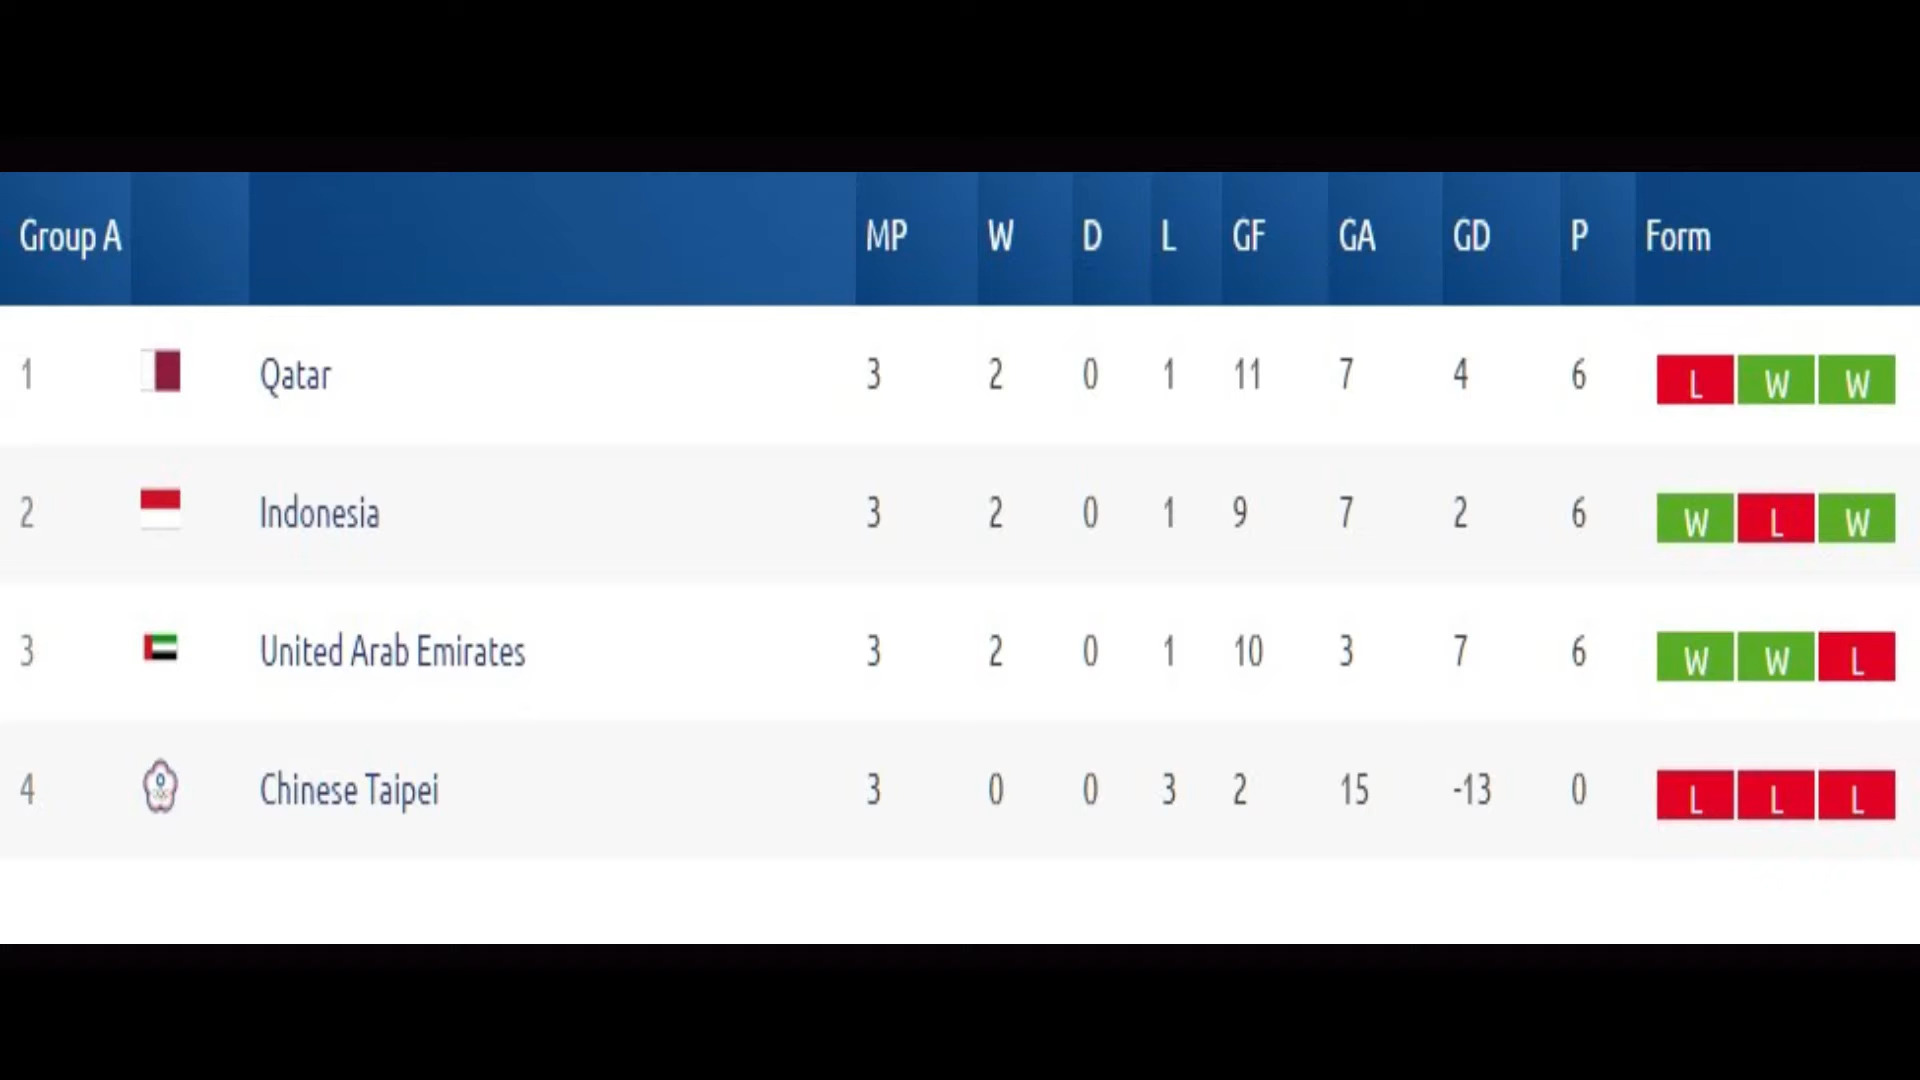 Group A MP W D L GF GA GD P Form
1 Qatar 3 2 0 1 11 7 4 6 L W W
2 Indonesia 3 2 0 1 9 7 2 6 W L W
3 United Arab Emirates 3 2 0 1 10 3 7 6 W W L
4 Chinese Taipei 3 0 0 3 2 15 -13 0 L L L